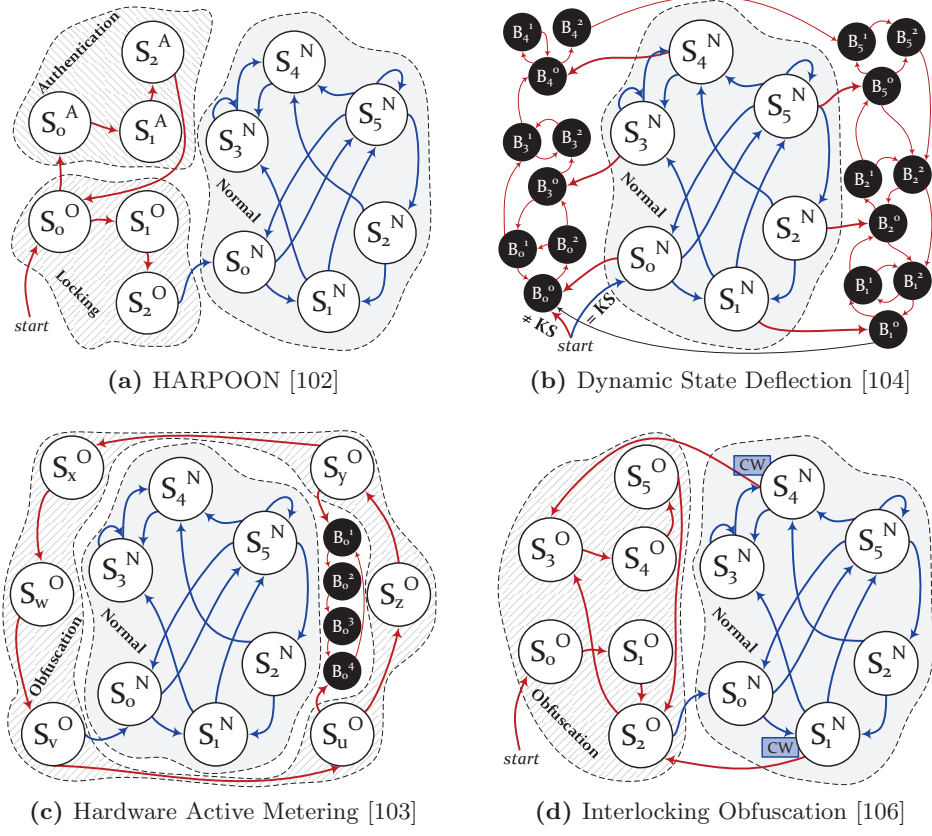 Authentication
S₀ᴬ
S₁ᴬ
S₂ᴬ
S₀ᴼ
S₁ᴼ
S₂ᴼ
Locking
start
Normal
S₀ᴺ
S₁ᴺ
S₂ᴺ
S₃ᴺ
S₄ᴺ
S₅ᴺ
(a) HARPOON [102]
B₄¹
B₄²
B₄⁰
B₃¹
B₃²
B₃⁰
B₀¹
B₀²
B₀⁰
≠ KS
= KS'
start
Normal
S₀ᴺ
S₁ᴺ
S₂ᴺ
S₃ᴺ
S₄ᴺ
S₅ᴺ
B₅¹
B₅²
B₅⁰
B₂¹
B₂²
B₂⁰
B₁¹
B₁²
B₁⁰
(b) Dynamic State Deflection [104]
Sₓᴼ
S_yᴼ
S_wᴼ
S_zᴼ
Sᵥᴼ
Sᵤᴼ
Obfuscation
Normal
S₀ᴺ
S₁ᴺ
S₂ᴺ
S₃ᴺ
S₄ᴺ
S₅ᴺ
B₀¹
B₀²
B₀³
B₀⁴
(c) Hardware Active Metering [103]
S₅ᴼ
S₃ᴼ
S₄ᴼ
S₀ᴼ
S₁ᴼ
S₂ᴼ
Obfuscation
start
CW
S₄ᴺ
S₅ᴺ
S₃ᴺ
Normal
S₂ᴺ
S₀ᴺ
CW
S₁ᴺ
(d) Interlocking Obfuscation [106]